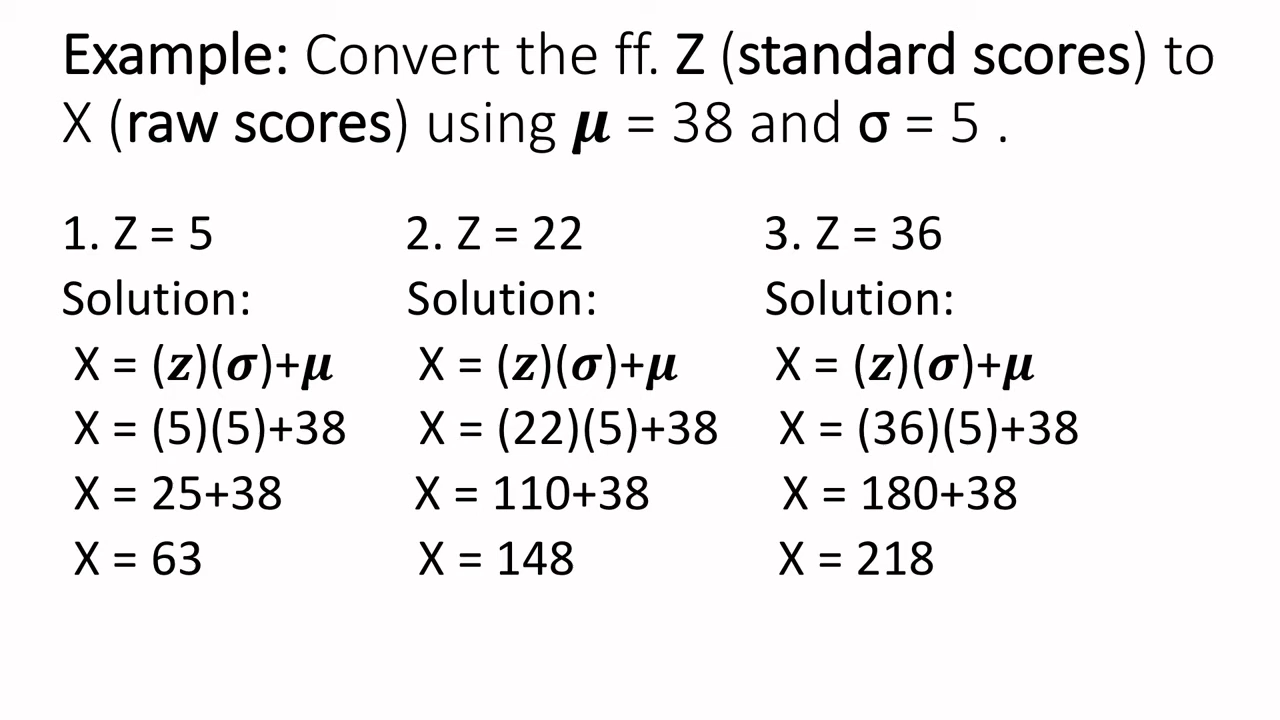 Example: Convert the ff. Z (standard scores) to
X (raw scores) using μ = 38 and σ = 5 .
1. Z = 5
Solution:
X = (z)(σ)+μ
X = (5)(5)+38
X = 25+38
X = 63
2. Z = 22
Solution:
X = (z)(σ)+μ
X = (22)(5)+38
X = 110+38
X = 148
3. Z = 36
Solution:
X = (z)(σ)+μ
X = (36)(5)+38
X = 180+38
X = 218